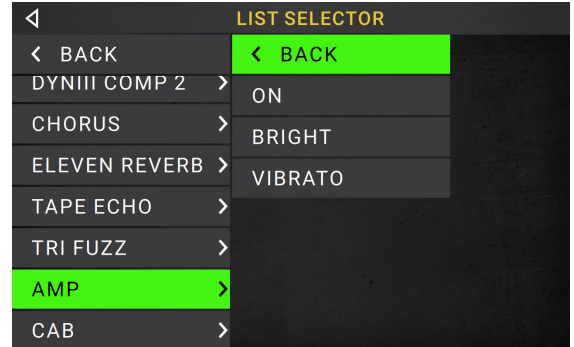 LIST SELECTOR
BACK
DYNIII COMP 2
CHORUS
ELEVEN REVERB
TAPE ECHO
TRI FUZZ
AMP
CAB
BACK
ON
BRIGHT
VIBRATO